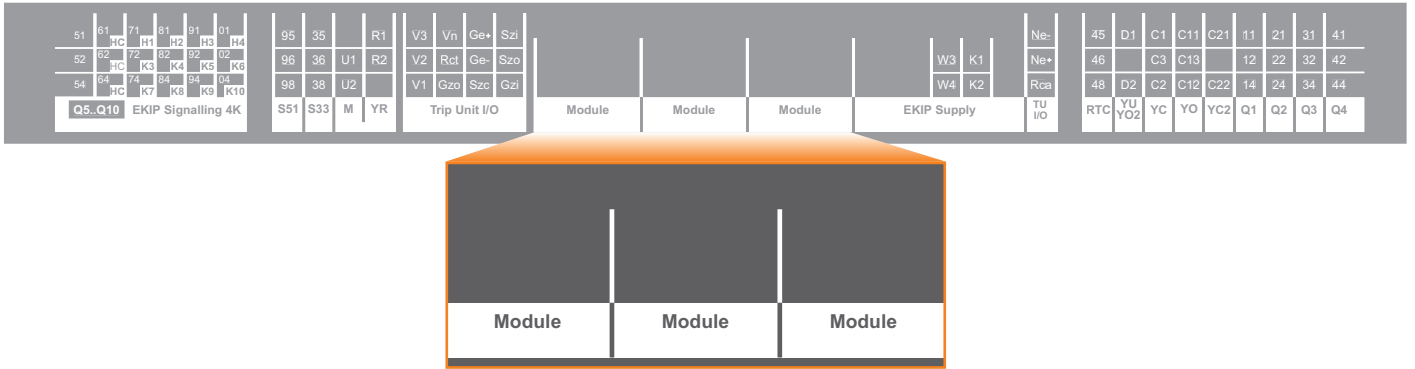 51 61 HC 71 H1 81 H2 91 H3 01 H4 95 35 R1 V3 Vn Ge+ Szi Ne- 45 D1 C1 C11 C21 11 21 31 41
52 62 HC 72 K3 82 K4 92 K5 02 K6 96 36 U1 R2 V2 Rct Ge- Szo W3 K1 Ne+ 46 C3 C13 12 22 32 42
54 64 HC 74 K7 84 K8 94 K9 04 K10 98 38 U2 V1 Gzo Szc Gzi W4 K2 Rca 48 D2 C2 C12 C22 14 24 34 44
Q5..Q10 EKIP Signalling 4K S51 S33 M YR Trip Unit I/O Module Module Module EKIP Supply TU I/O RTC YU YO2 YC YO YC2 Q1 Q2 Q3 Q4
Module Module Module